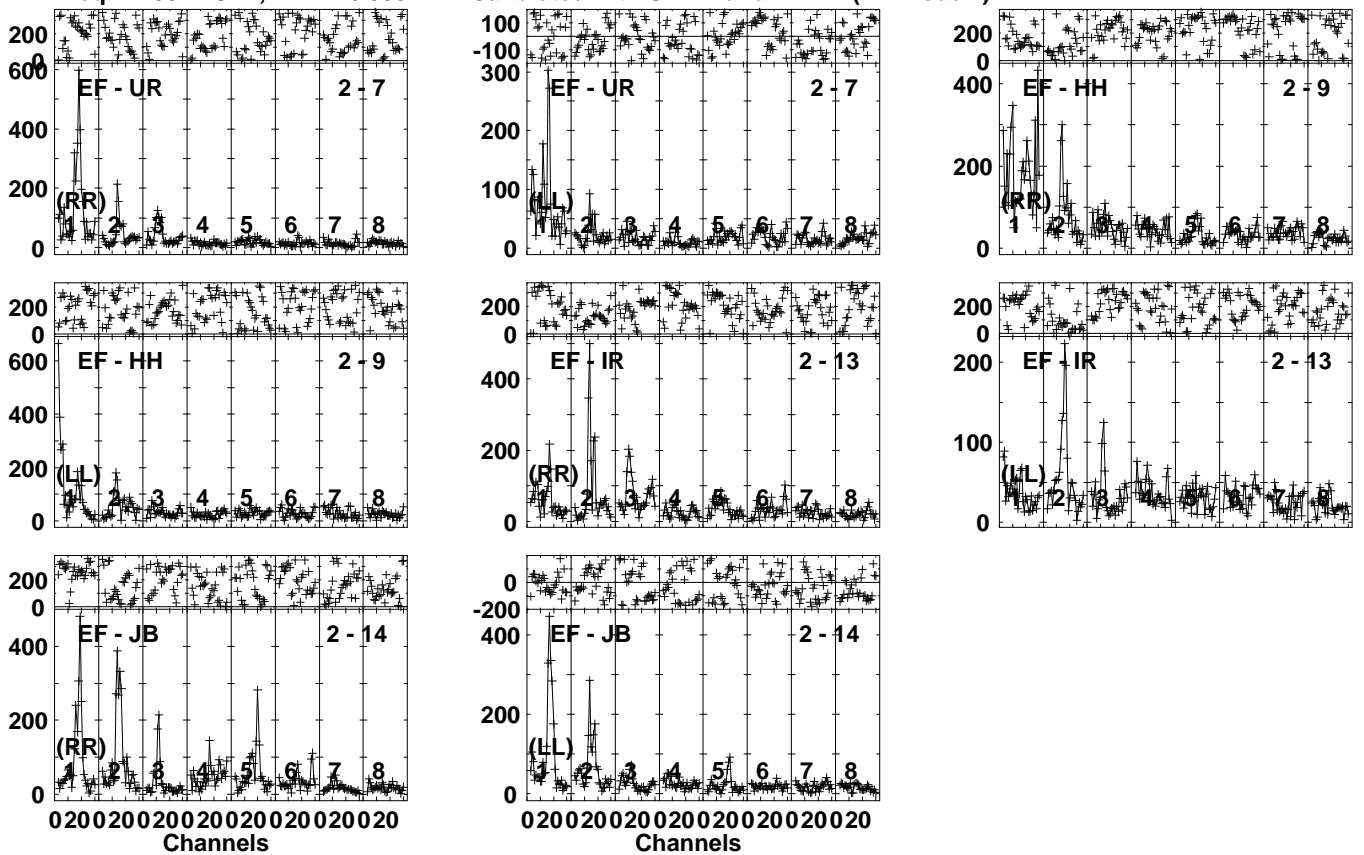 200 100 200
0 -100 0
600 EF - UR 2 - 7 300 EF - UR 2 - 7 400 EF - HH 2 - 9
400 200
200 100 200
(RR) (LL) (RR)
1 2 3 4 5 6 7 8 1 2 3 4 5 6 7 8 1 2 3 4 5 6 7 8
0 0 0
200 200 200
0 0 0
600 EF - HH 2 - 9 EF - IR 2 - 13 200 EF - IR 2 - 13
400 400
200 200 100
(LL) (RR) (LL)
1 2 3 4 5 6 7 8 1 2 3 4 5 6 7 8 1 2 3 4 5 6 7 8
0 0 0
200 0
0 -200
EF - JB 2 - 14 EF - JB 2 - 14
400 400
200 200
(RR) (LL)
1 2 3 4 5 6 7 8 1 2 3 4 5 6 7 8
0 0
0 20 0 20 0 20 0 20 0 20 0 20 0 20 0 20 0 20 0 20 0 20 0 20 0 20 0 20 0 20 0 20
Channels Channels